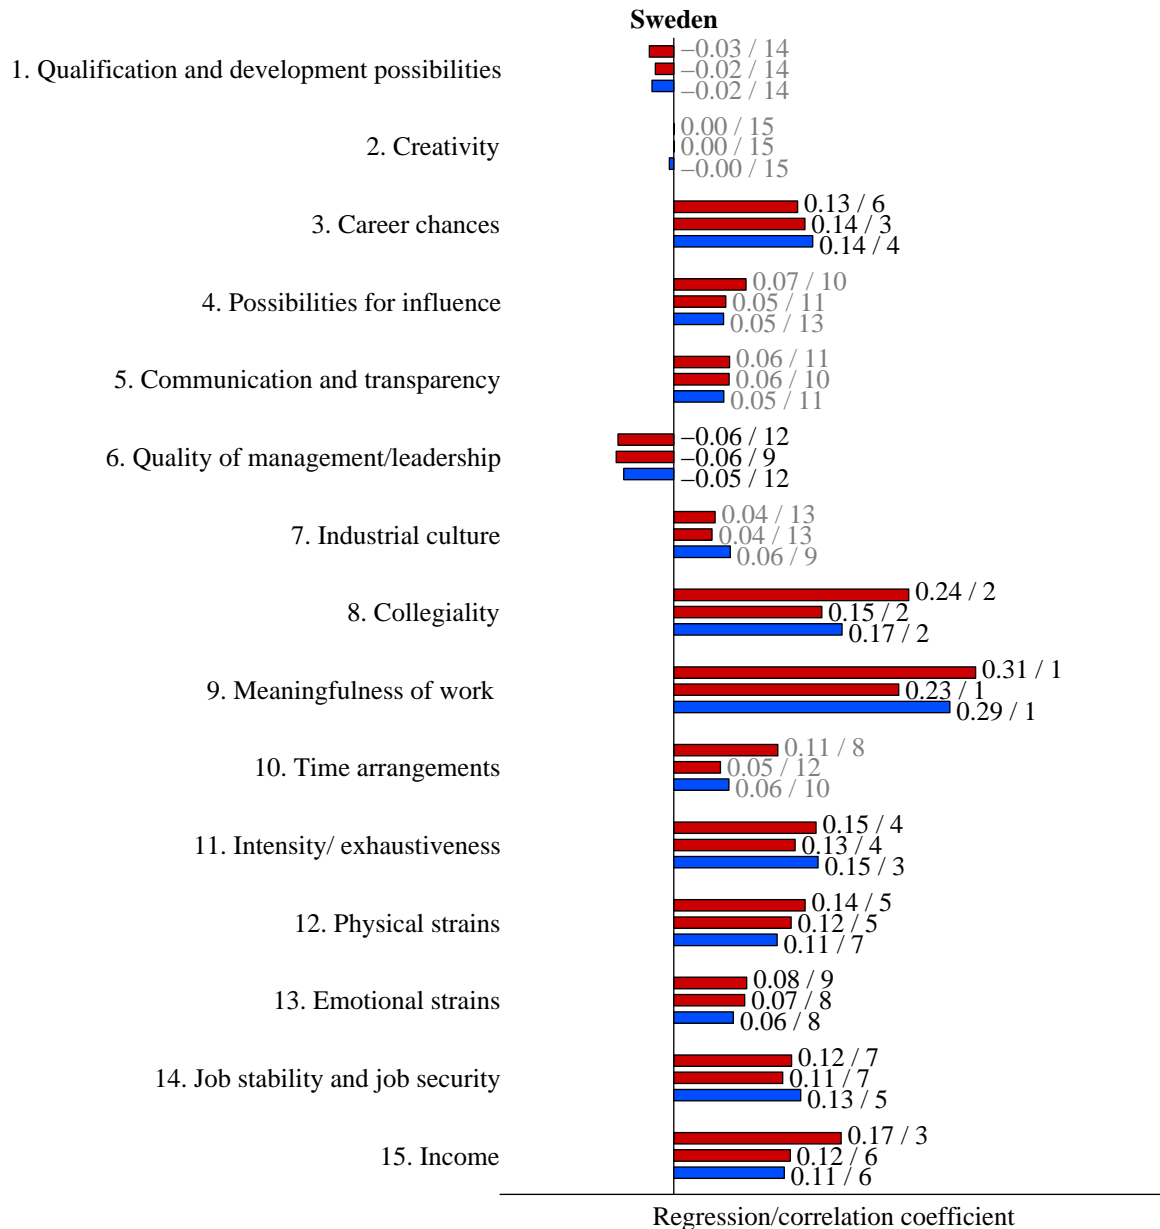 Sweden
1. Qualification and development possibilities
–0.03 / 14
–0.02 / 14
–0.02 / 14
2. Creativity
0.00 / 15
0.00 / 15
–0.00 / 15
3. Career chances
0.13 / 6
0.14 / 3
0.14 / 4
4. Possibilities for influence
0.07 / 10
0.05 / 11
0.05 / 13
5. Communication and transparency
0.06 / 11
0.06 / 10
0.05 / 11
6. Quality of management/leadership
–0.06 / 12
–0.06 / 9
–0.05 / 12
7. Industrial culture
0.04 / 13
0.04 / 13
0.06 / 9
8. Collegiality
0.24 / 2
0.15 / 2
0.17 / 2
9. Meaningfulness of work
0.31 / 1
0.23 / 1
0.29 / 1
10. Time arrangements
0.11 / 8
0.05 / 12
0.06 / 10
11. Intensity/ exhaustiveness
0.15 / 4
0.13 / 4
0.15 / 3
12. Physical strains
0.14 / 5
0.12 / 5
0.11 / 7
13. Emotional strains
0.08 / 9
0.07 / 8
0.06 / 8
14. Job stability and job security
0.12 / 7
0.11 / 7
0.13 / 5
15. Income
0.17 / 3
0.12 / 6
0.11 / 6
Regression/correlation coefficient